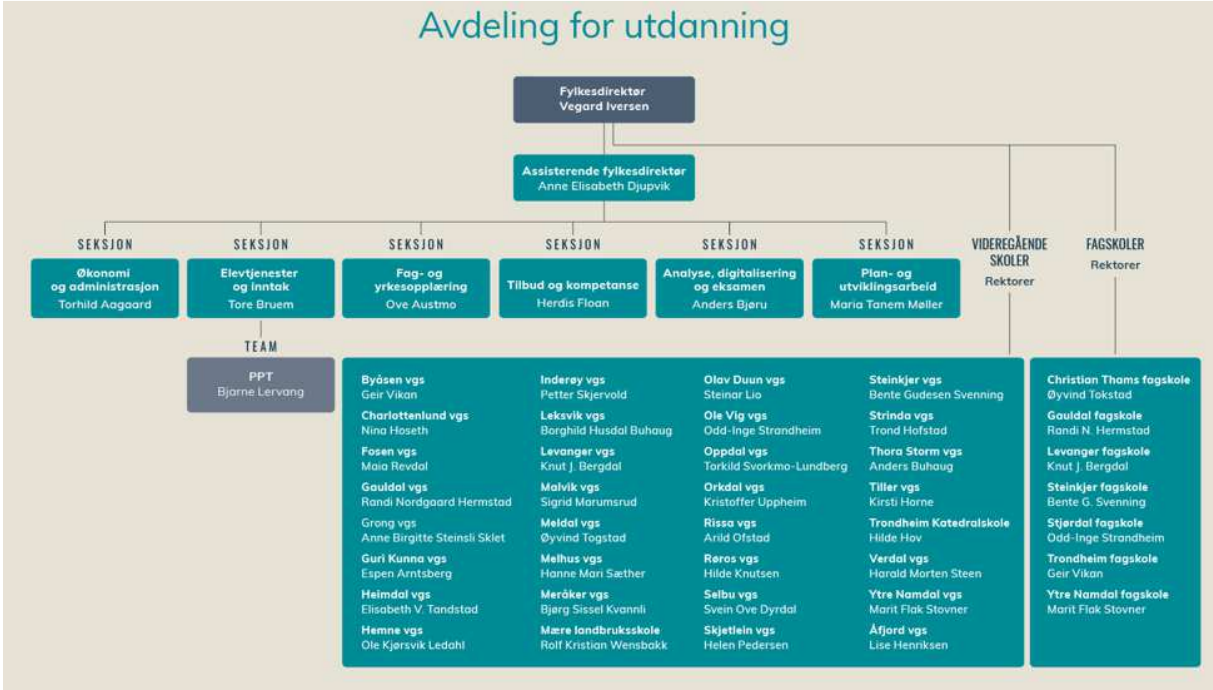 Avdeling for utdanning
Fylkesdirektør
Vegard Iversen
Assisterende fylkesdirektør
Anne Elisabeth Djupvik
SEKSJON
Økonomi
og administrasjon
Torhild Aagaard
SEKSJON
Elevtjenester
og inntak
Tore Bruem
SEKSJON
Fag- og
yrkesopplæring
Ove Austmo
SEKSJON
Tilbud og kompetanse
Herdis Floan
SEKSJON
Analyse, digitalisering
og eksamen
Anders Bjøru
SEKSJON
Plan- og
utviklingsarbeid
Maria Tanem Møller
VIDEREGÅENDE
SKOLER
Rektorer
FAGSKOLER
Rektorer
TEAM
PPT
Bjarne Lervang
Byåsen vgs
Geir Vikan
Charlottenlund vgs
Nina Hoseth
Fosen vgs
Maia Revdal
Gauldal vgs
Randi Nordgaard Hermstad
Grong vgs
Anne Birgitte Steinsli Sklet
Guri Kunna vgs
Espen Arntsberg
Heimdal vgs
Elisabeth V. Tandstad
Hemne vgs
Ole Kjørsvik Ledahl
Inderøy vgs
Petter Skjervold
Leksvik vgs
Borghild Husdal Buhaug
Levanger vgs
Knut J. Bergdal
Malvik vgs
Sigrid Marumsrud
Meldal vgs
Øyvind Togstad
Melhus vgs
Hanne Mari Sæther
Meråker vgs
Bjørg Sissel Kvannli
Mære landbruksskole
Rolf Kristian Wensbakk
Olav Duun vgs
Steinar Lio
Ole Vig vgs
Odd-Inge Strandheim
Oppdal vgs
Torkild Svorkmo-Lundberg
Orkdal vgs
Kristoffer Uppheim
Rissa vgs
Arild Ofstad
Røros vgs
Hilde Knutsen
Selbu vgs
Svein Ove Dyrdal
Skjetlein vgs
Helen Pedersen
Steinkjer vgs
Bente Gudesen Svenning
Strinda vgs
Trond Hofstad
Thora Storm vgs
Anders Buhaug
Tiller vgs
Kirsti Horne
Trondheim Katedralskole
Hilde Hov
Verdal vgs
Harald Morten Steen
Ytre Namdal vgs
Marit Flak Stovner
Åfjord vgs
Lise Henriksen
Christian Thams fagskole
Øyvind Tokstad
Gauldal fagskole
Randi N. Hermstad
Levanger fagskole
Knut J. Bergdal
Steinkjer fagskole
Bente G. Svenning
Stjørdal fagskole
Odd-Inge Strandheim
Trondheim fagskole
Geir Vikan
Ytre Namdal fagskole
Marit Flak Stovner